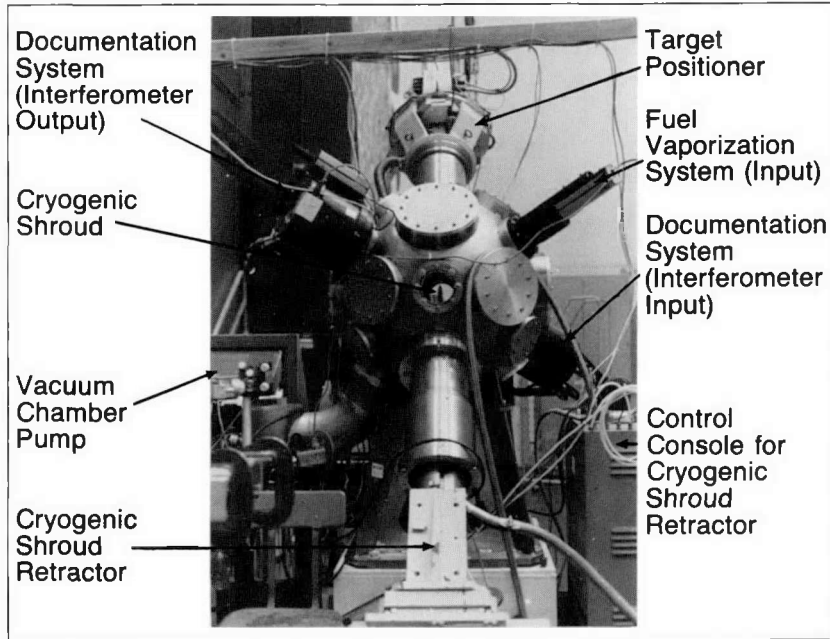 Documentation
System
(Interferometer
Output)
Cryogenic
Shroud
Vacuum
Chamber
Pump
Cryogenic
Shroud
Retractor
Target
Positioner
Fuel
Vaporization
System (Input)
Documentation
System
(Interferometer
Input)
Control
Console for
Cryogenic
Shroud
Retractor